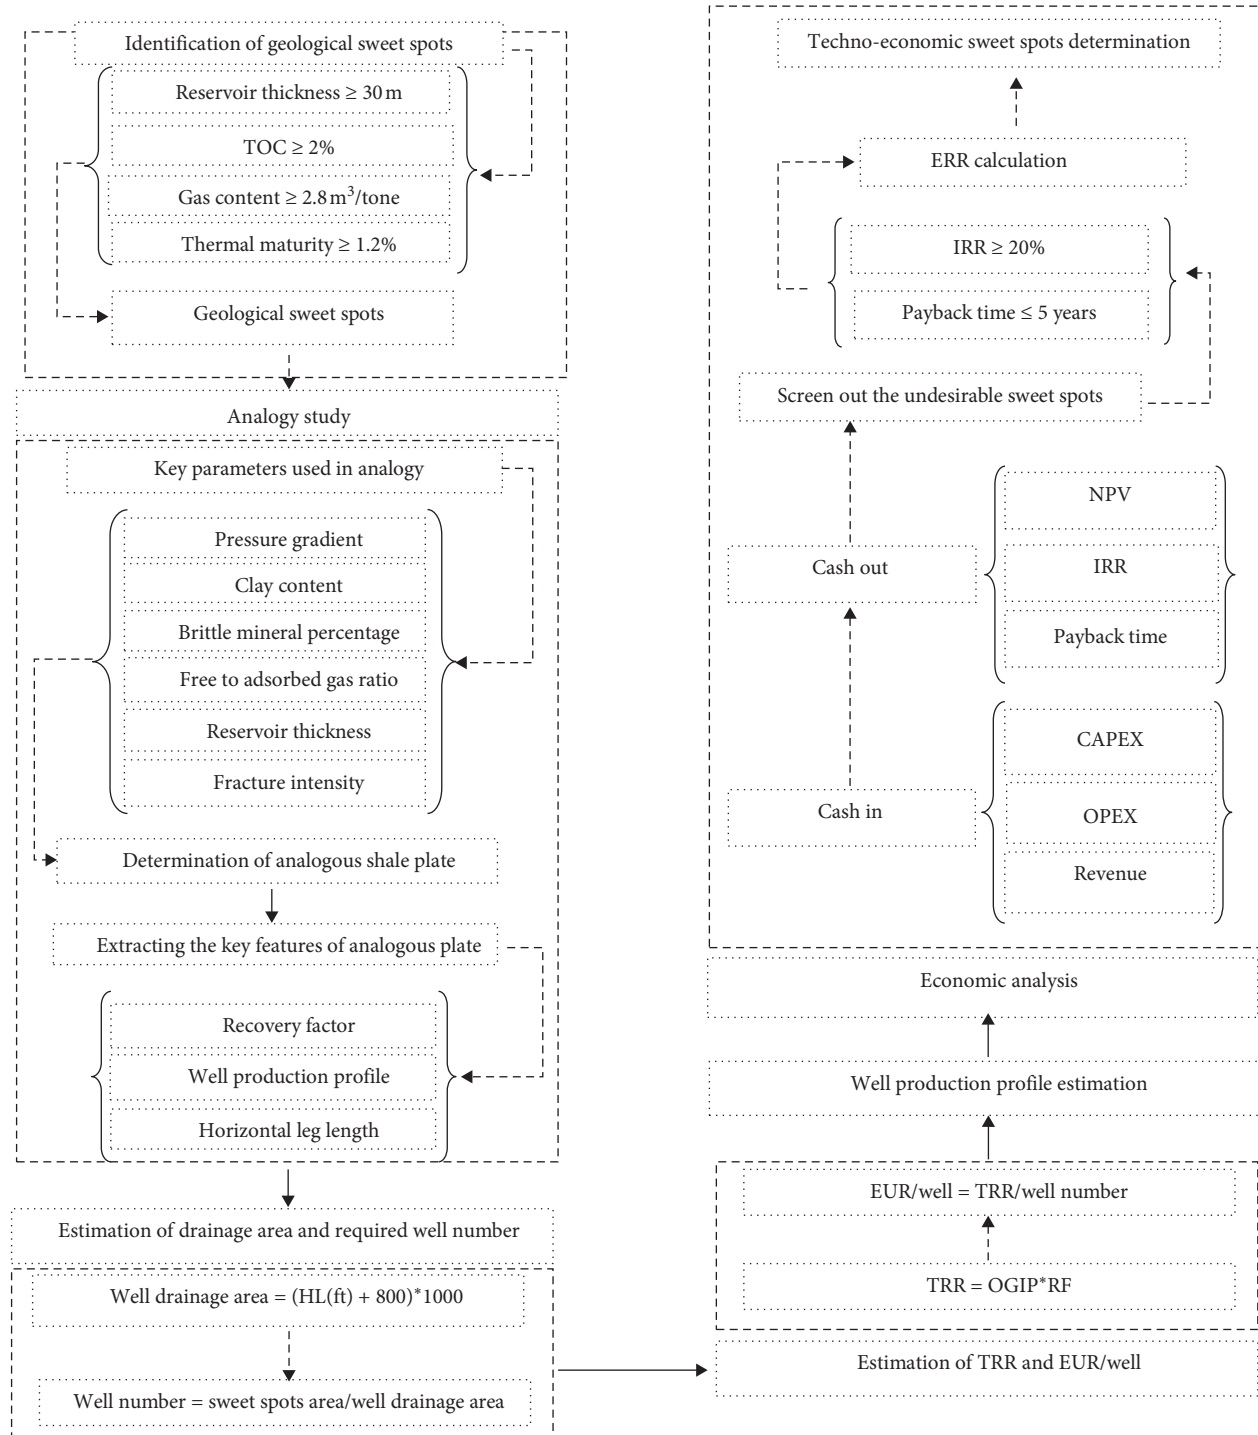 Identification of geological sweet spots
Reservoir thickness ≥ 30 m
TOC ≥ 2%
Gas content ≥ 2.8 m³/tone
Thermal maturity ≥ 1.2%
Geological sweet spots
Analogy study
Key parameters used in analogy
Pressure gradient
Clay content
Brittle mineral percentage
Free to adsorbed gas ratio
Reservoir thickness
Fracture intensity
Determination of analogous shale plate
Extracting the key features of analogous plate
Recovery factor
Well production profile
Horizontal leg length
Estimation of drainage area and required well number
Well drainage area = (HL(ft) + 800)*1000
Well number = sweet spots area/well drainage area
Techno-economic sweet spots determination
ERR calculation
IRR ≥ 20%
Payback time ≤ 5 years
Screen out the undesirable sweet spots
NPV
Cash out
IRR
Payback time
CAPEX
Cash in
OPEX
Revenue
Economic analysis
Well production profile estimation
EUR/well = TRR/well number
TRR = OGIP*RF
Estimation of TRR and EUR/well